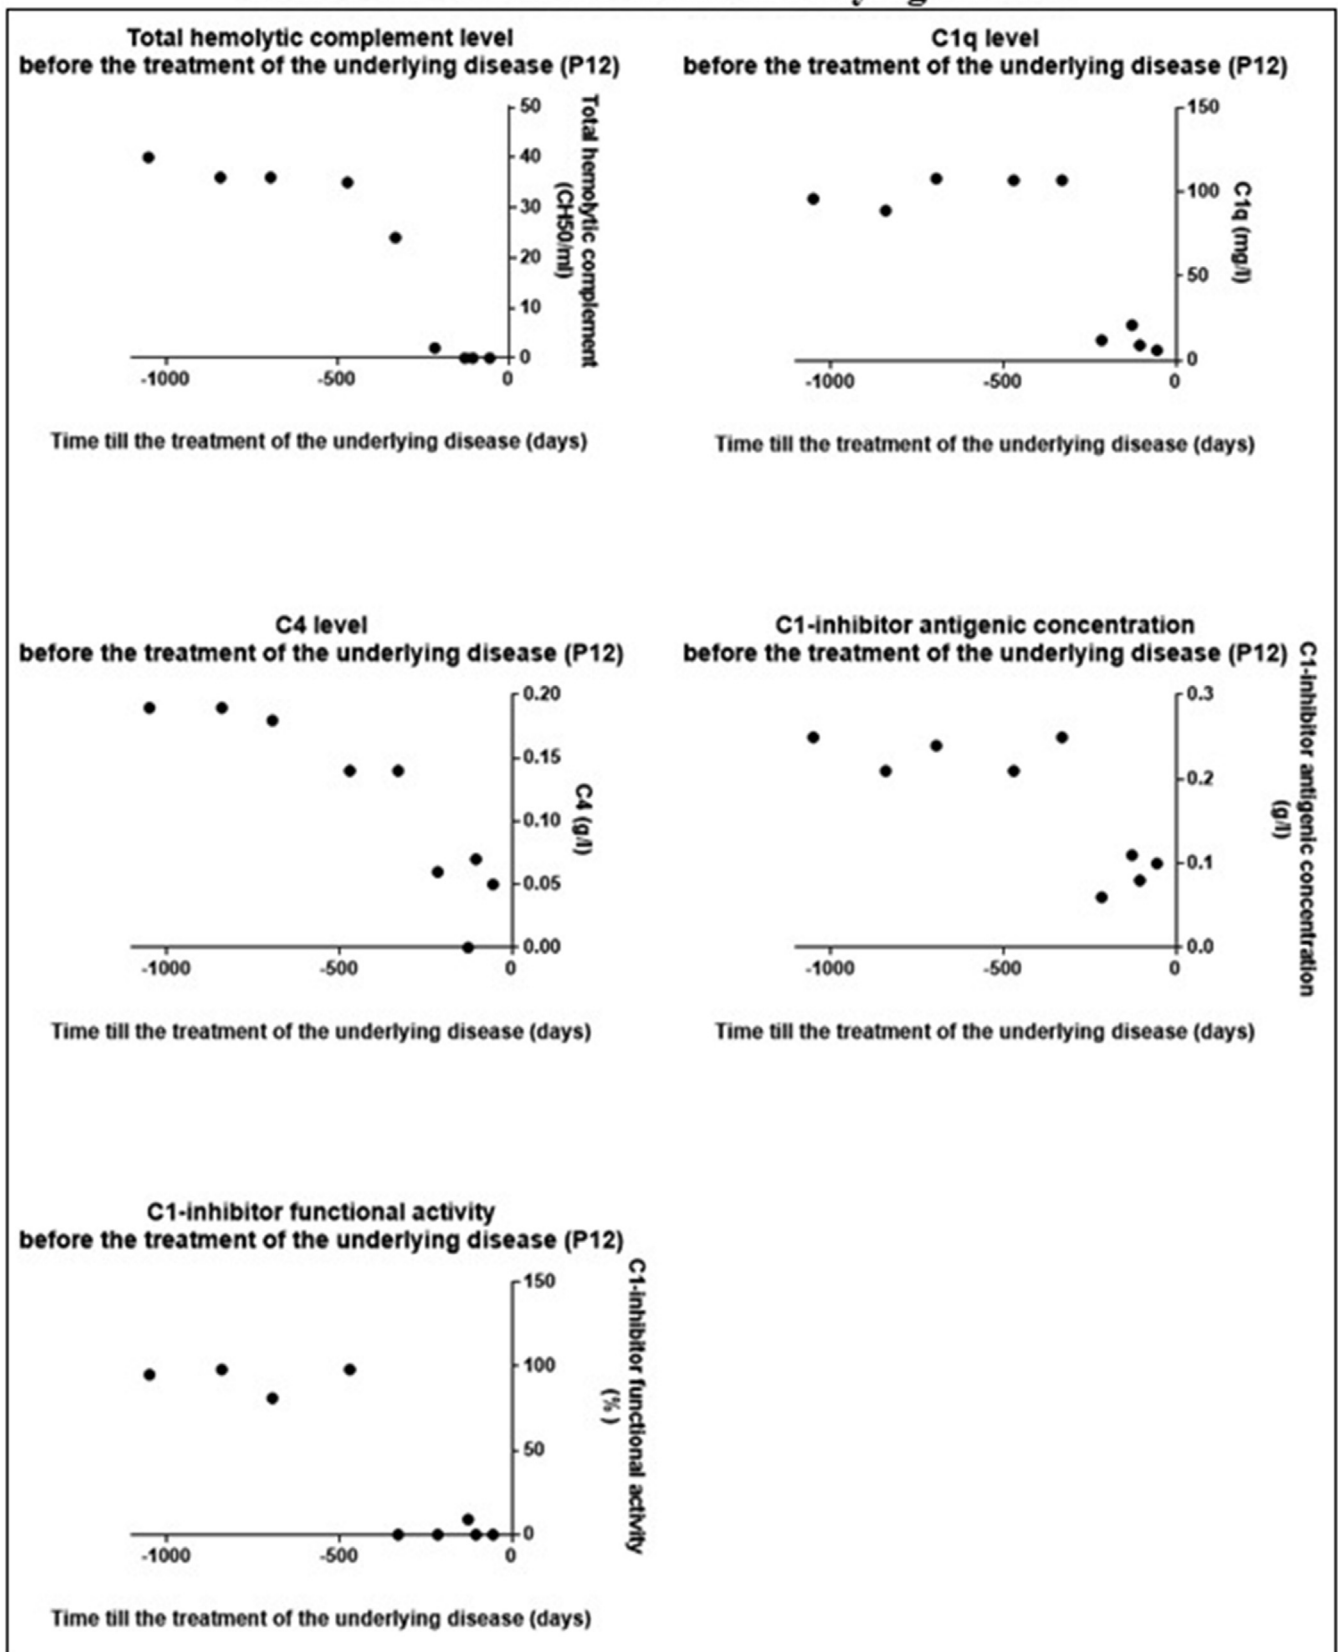 Total hemolytic complement level
before the treatment of the underlying disease (P12)
50
40
30
20
10
0
Total hemolytic complement
(CH50/ml)
-1000
-500
0
Time till the treatment of the underlying disease (days)
C1q level
before the treatment of the underlying disease (P12)
150
100
50
0
C1q (mg/l)
-1000
-500
0
Time till the treatment of the underlying disease (days)
C4 level
before the treatment of the underlying disease (P12)
0.20
0.15
0.10
0.05
0.00
C4 (g/l)
-1000
-500
0
Time till the treatment of the underlying disease (days)
C1-inhibitor antigenic concentration
before the treatment of the underlying disease (P12)
0.3
0.2
0.1
0.0
C1-inhibitor antigenic concentration
(g/l)
-1000
-500
0
Time till the treatment of the underlying disease (days)
C1-inhibitor functional activity
before the treatment of the underlying disease (P12)
150
100
50
0
C1-inhibitor functional activity
(% )
-1000
-500
0
Time till the treatment of the underlying disease (days)